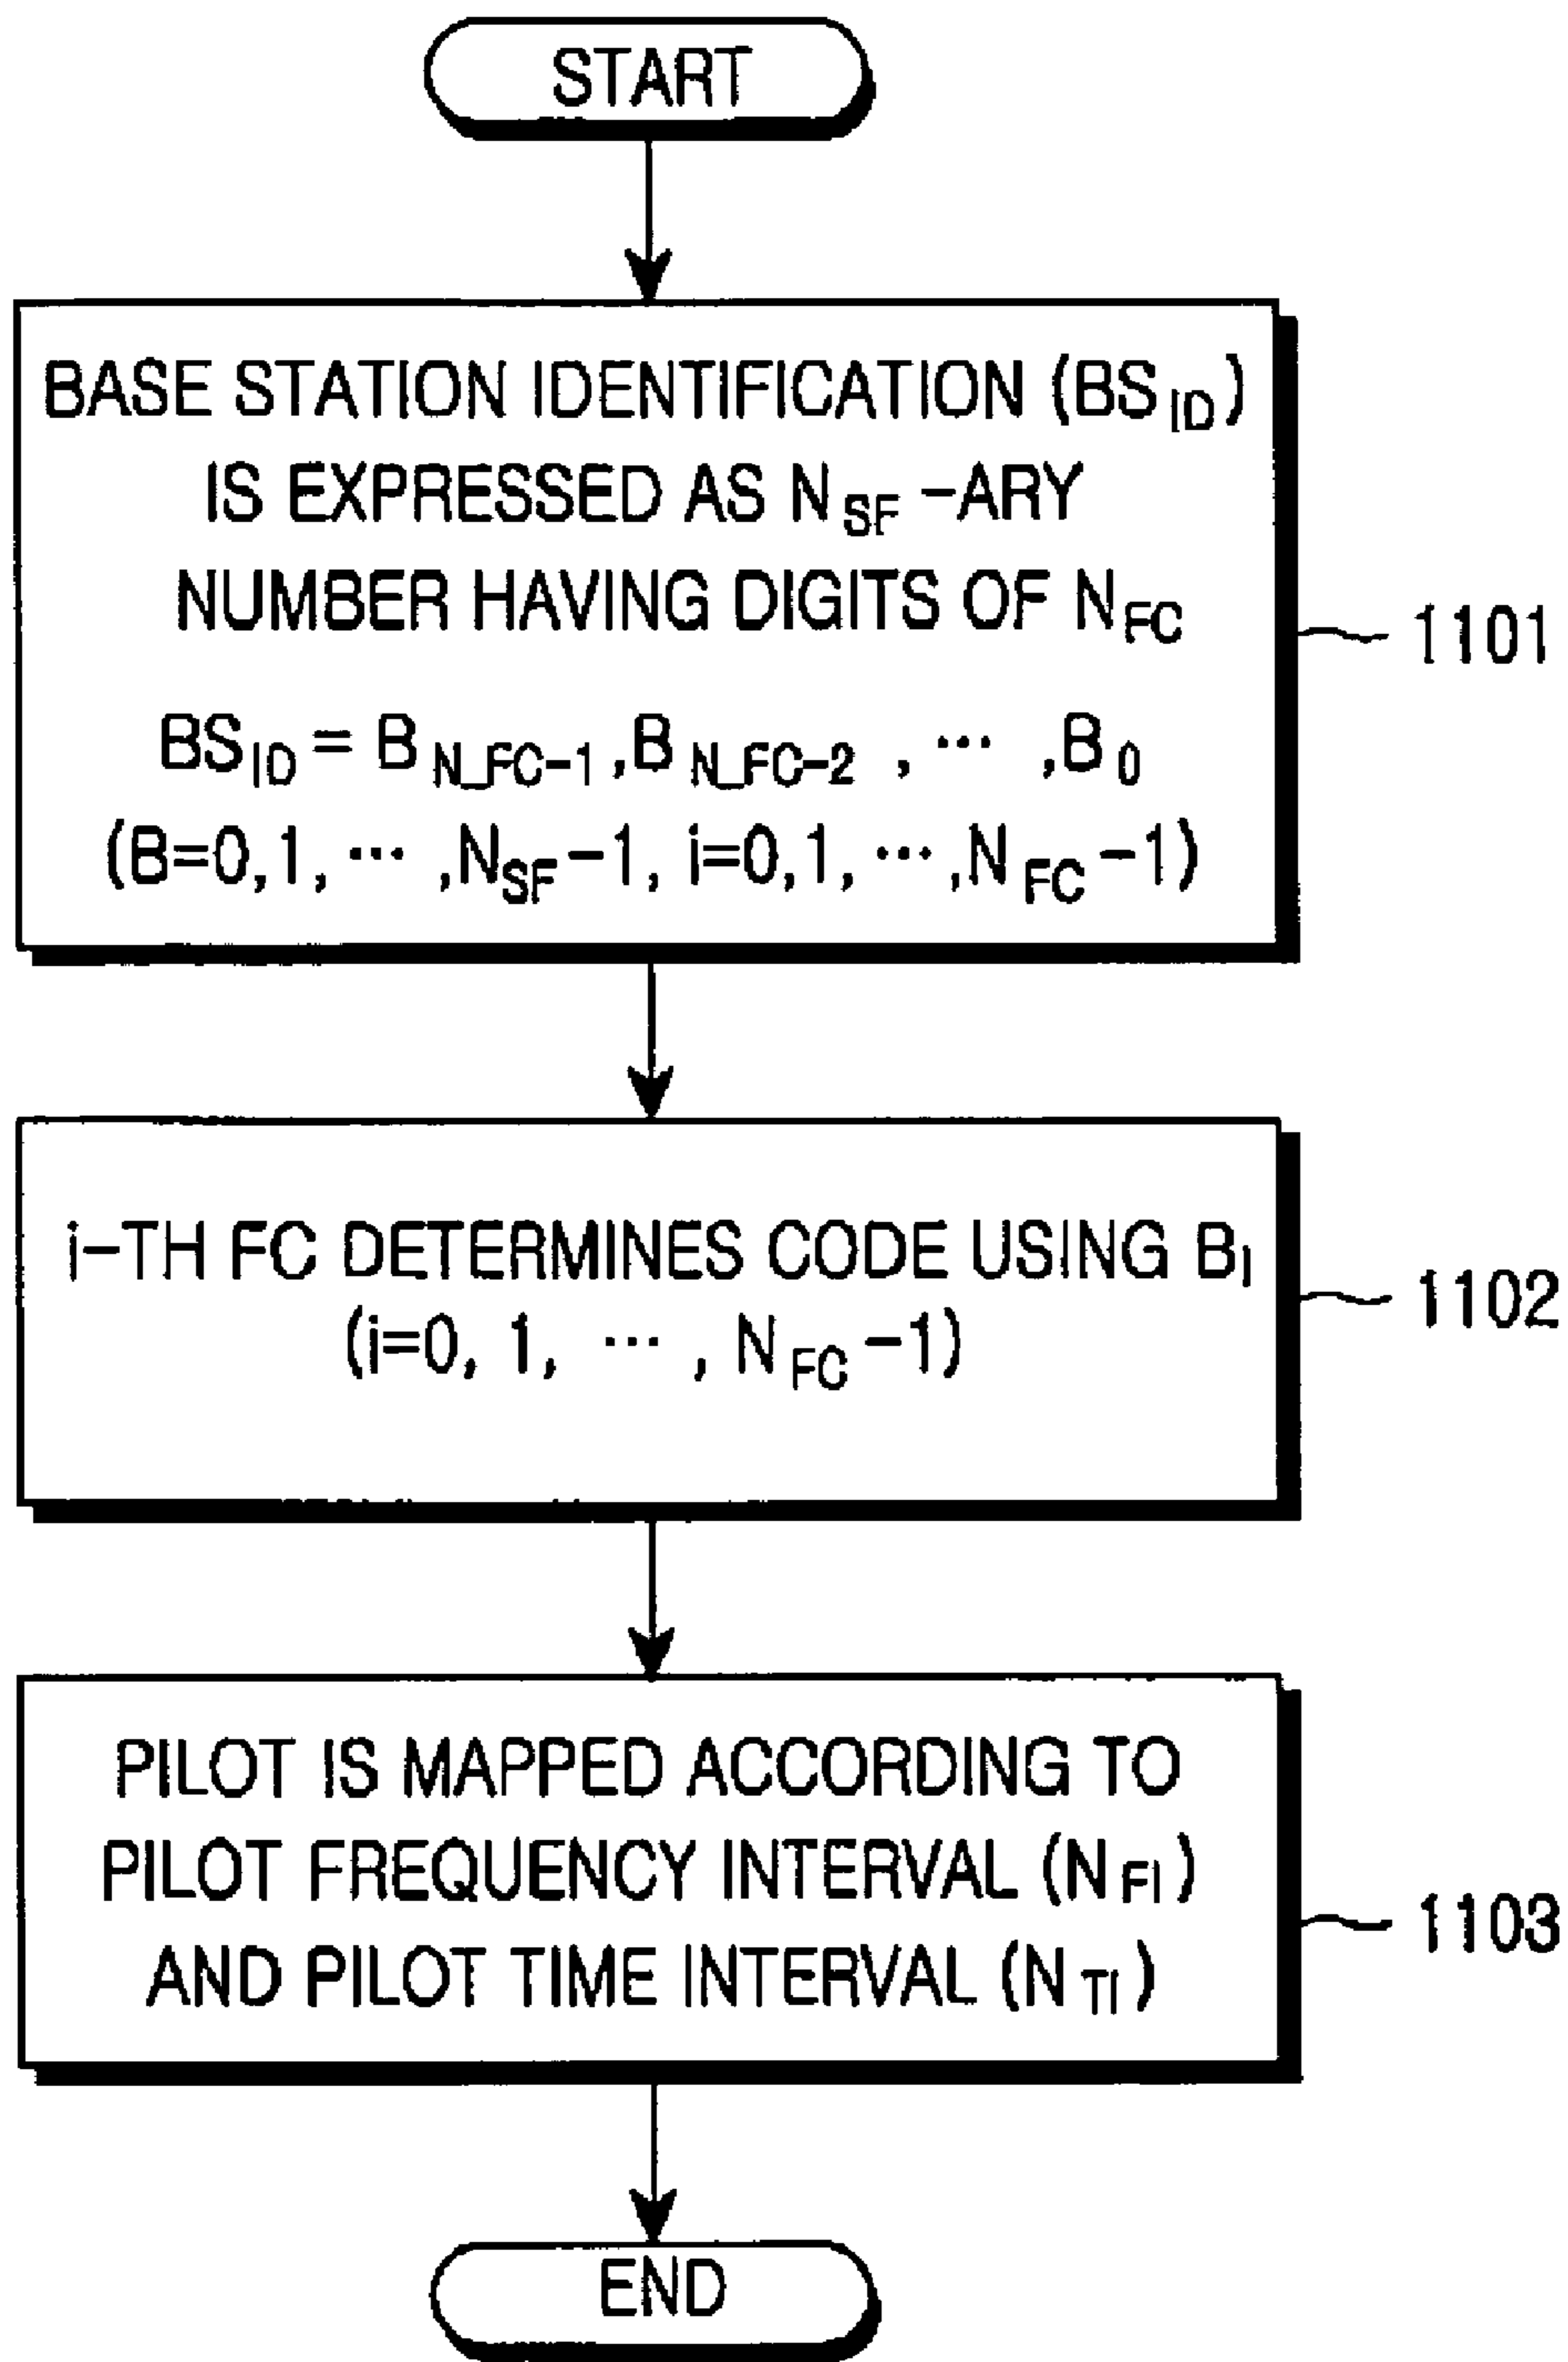 START
BASE STATION IDENTIFICATION (BS_ID)
IS EXPRESSED AS N_SF-ARY
NUMBER HAVING DIGITS OF N_FC
BS_ID = B_N_FC-1, B_N_FC-2, ..., B_0
(B=0,1, ..., N_SF-1, i=0,1, ..., N_FC-1)
1101
i-TH FC DETERMINES CODE USING B_i
(i=0, 1, ..., N_FC-1)
1102
PILOT IS MAPPED ACCORDING TO
PILOT FREQUENCY INTERVAL (N_FI)
AND PILOT TIME INTERVAL (N_TI)
1103
END